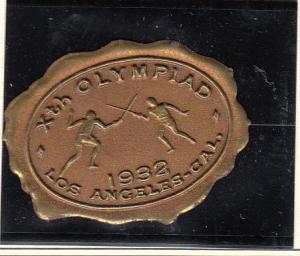 Xth OLYMPIAD
1932
LOS ANGELES-CAL.